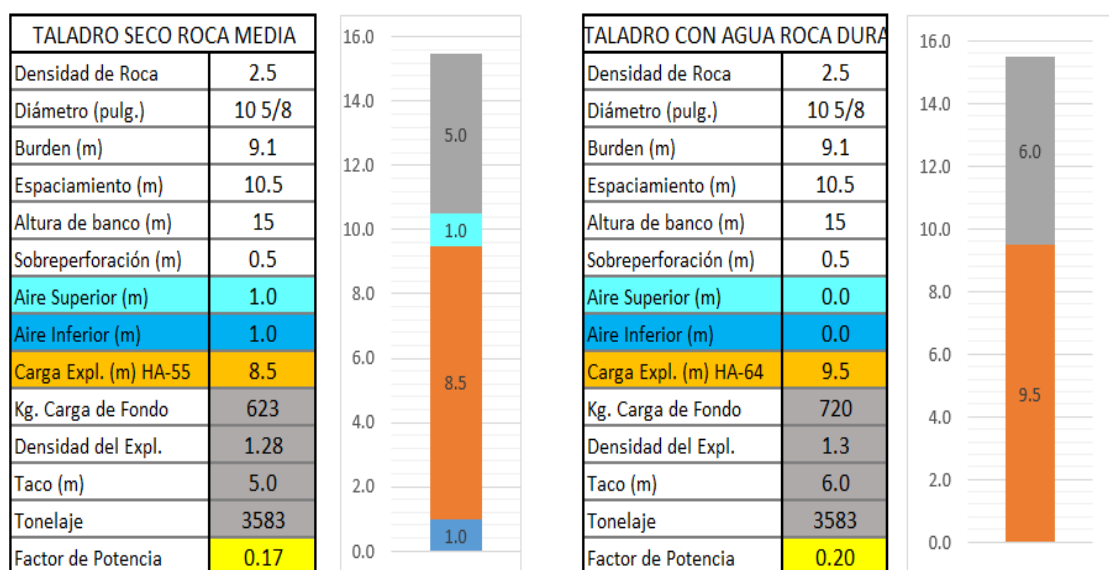 TALADRO SECO ROCA MEDIA
Densidad de Roca 2.5
Diámetro (pulg.) 10 5/8
Burden (m) 9.1
Espaciamiento (m) 10.5
Altura de banco (m) 15
Sobreperforación (m) 0.5
Aire Superior (m) 1.0
Aire Inferior (m) 1.0
Carga Expl. (m) HA-55 8.5
Kg. Carga de Fondo 623
Densidad del Expl. 1.28
Taco (m) 5.0
Tonelaje 3583
Factor de Potencia 0.17
16.0
14.0
12.0
10.0
8.0
6.0
4.0
2.0
0.0
5.0
1.0
8.5
1.0
TALADRO CON AGUA ROCA DURA
Densidad de Roca 2.5
Diámetro (pulg.) 10 5/8
Burden (m) 9.1
Espaciamiento (m) 10.5
Altura de banco (m) 15
Sobreperforación (m) 0.5
Aire Superior (m) 0.0
Aire Inferior (m) 0.0
Carga Expl. (m) HA-64 9.5
Kg. Carga de Fondo 720
Densidad del Expl. 1.3
Taco (m) 6.0
Tonelaje 3583
Factor de Potencia 0.20
16.0
14.0
12.0
10.0
8.0
6.0
4.0
2.0
0.0
6.0
9.5